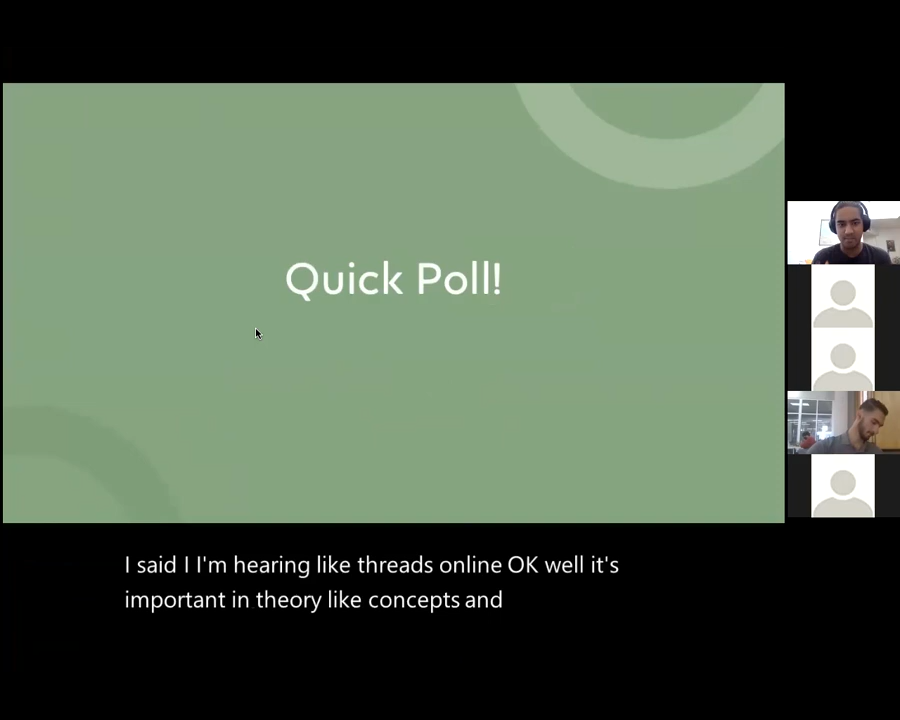 Quick Poll!
I said I I'm hearing like threads online OK well it's
important in theory like concepts and